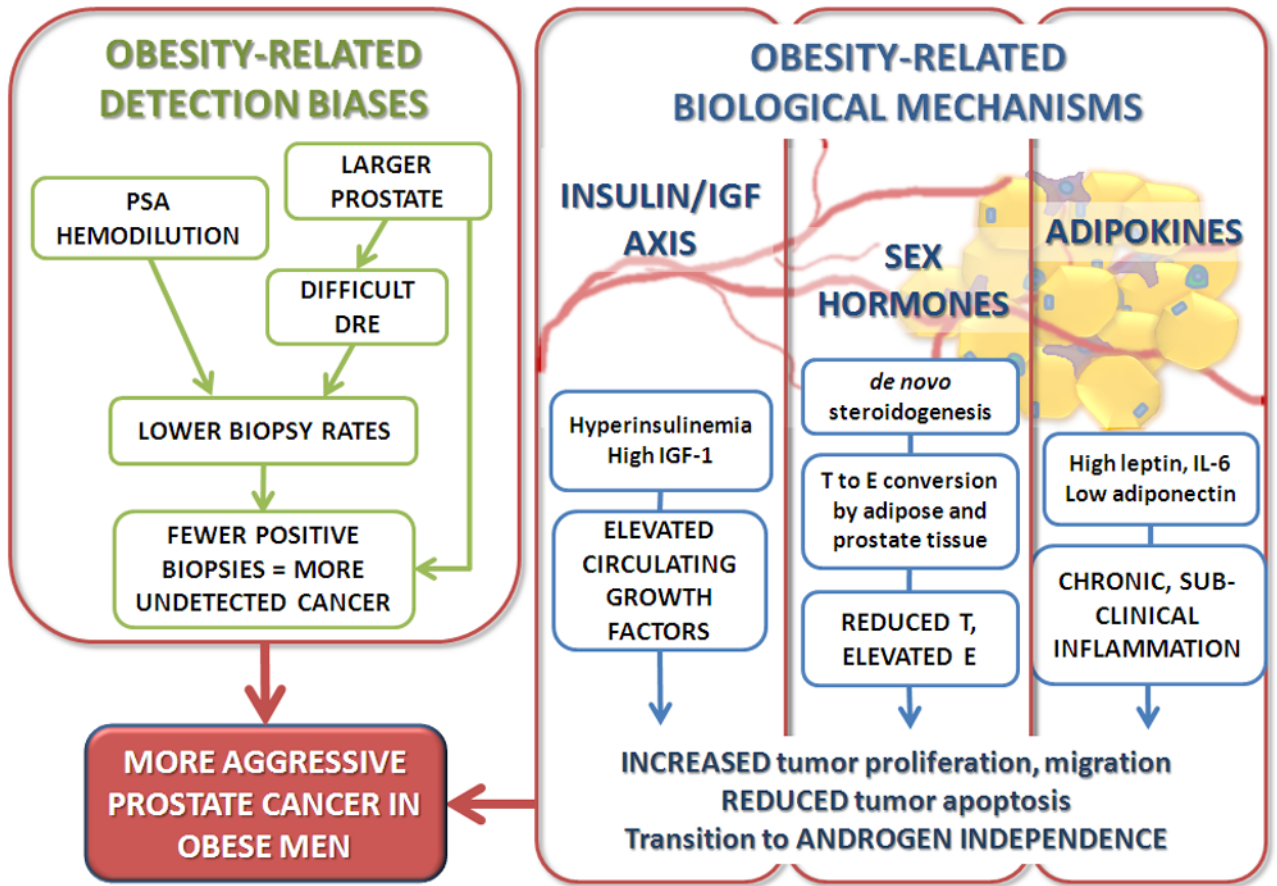 OBESITY-RELATED
DETECTION BIASES
PSA
HEMODILUTION
LARGER
PROSTATE
DIFFICULT
DRE
LOWER BIOPSY RATES
FEWER POSITIVE
BIOPSIES = MORE
UNDETECTED CANCER
MORE AGGRESSIVE
PROSTATE CANCER IN
OBESE MEN
OBESITY-RELATED
BIOLOGICAL MECHANISMS
INSULIN/IGF
AXIS
Hyperinsulinemia
High IGF-1
ELEVATED
CIRCULATING
GROWTH
FACTORS
SEX
HORMONES
de novo
steroidogenesis
T to E conversion
by adipose and
prostate tissue
REDUCED T,
ELEVATED E
ADIPOKINES
High leptin, IL-6
Low adiponectin
CHRONIC, SUB-
CLINICAL
INFLAMMATION
INCREASED tumor proliferation, migration
REDUCED tumor apoptosis
Transition to ANDROGEN INDEPENDENCE